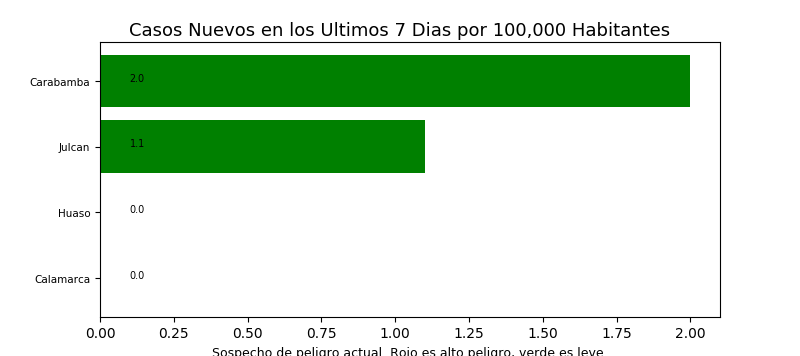 Casos Nuevos en los Ultimos 7 Dias por 100,000 Habitantes
Carabamba
2.0
Julcan
1.1
Huaso
0.0
Calamarca
0.0
0.00 0.25 0.50 0.75 1.00 1.25 1.50 1.75 2.00
Sospecho de peligro actual. Rojo es alto peligro, verde es leve